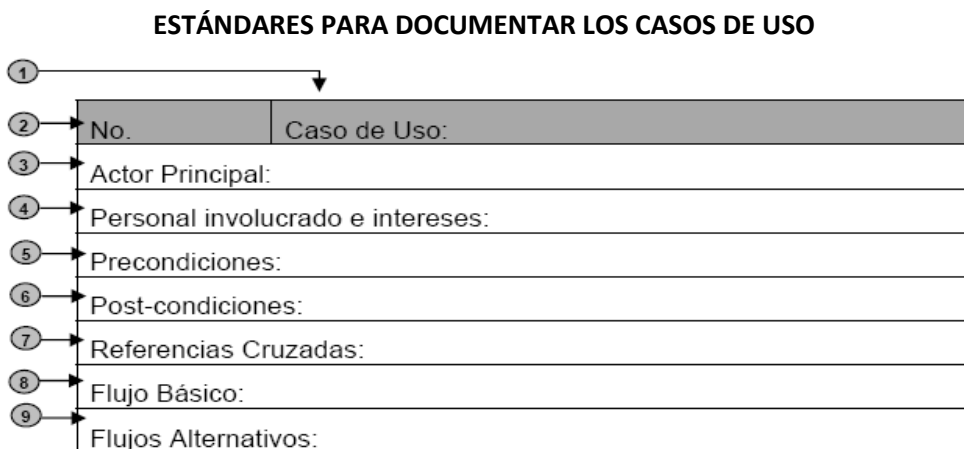 ESTÁNDARES PARA DOCUMENTAR LOS CASOS DE USO
1
2 No. Caso de Uso:
3 Actor Principal:
4 Personal involucrado e intereses:
5 Precondiciones:
6 Post-condiciones:
7 Referencias Cruzadas:
8 Flujo Básico:
9 Flujos Alternativos: